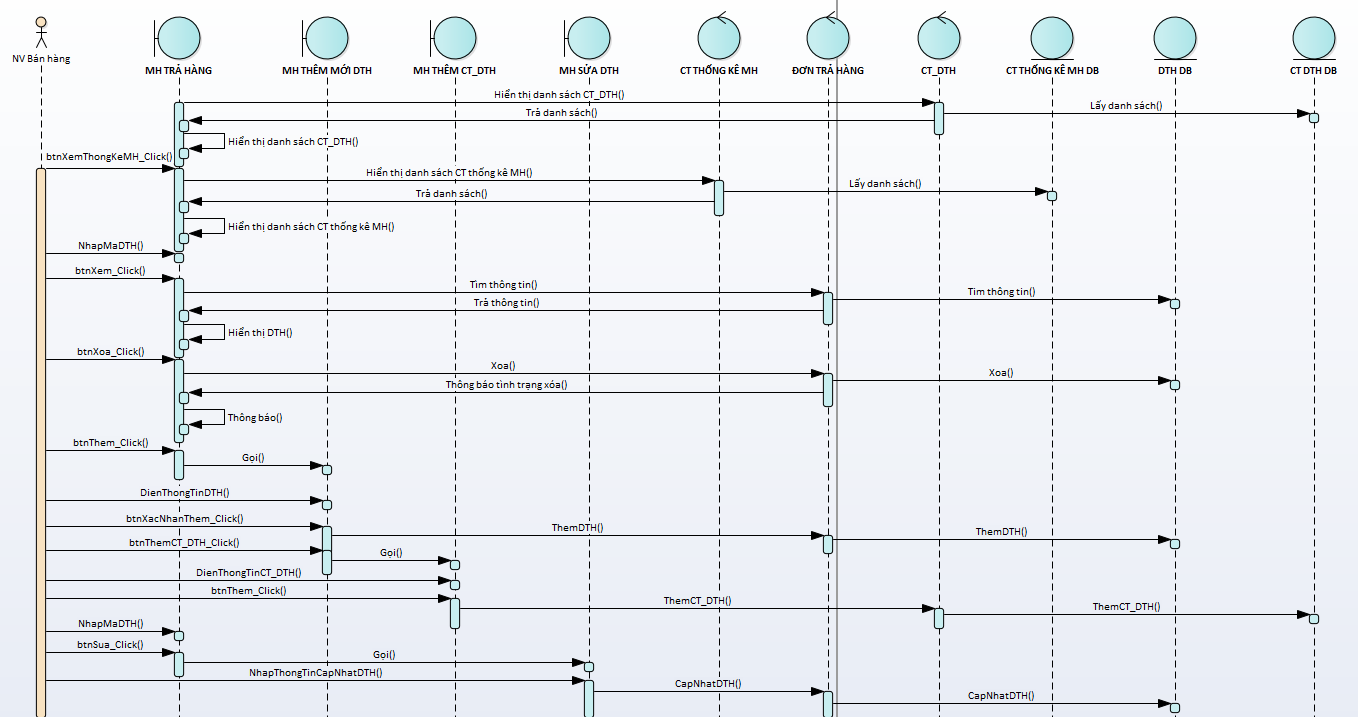 NV Bán hàng
MH TRẢ HÀNG
MH THÊM MỚI DTH
MH THÊM CT_DTH
MH SỬA DTH
CT THỐNG KÊ MH
ĐƠN TRẢ HÀNG
CT_DTH
CT THỐNG KÊ MH DB
DTH DB
CT DTH DB
Hiển thị danh sách CT_DTH()
Lấy danh sách()
Trả danh sách()
Hiển thị danh sách CT_DTH()
btnXemThongKeMH_Click()
Hiển thị danh sách CT thống kê MH()
Lấy danh sách()
Trả danh sách()
Hiển thị danh sách CT thống kê MH()
NhapMaDTH()
btnXem_Click()
Tìm thông tin()
Tìm thông tin()
Trả thông tin()
Hiển thị DTH()
btnXoa_Click()
Xoa()
Xoa()
Thông báo tình trạng xóa()
Thông báo()
btnThem_Click()
Gọi()
DienThongTinDTH()
btnXacNhanThem_Click()
ThemDTH()
ThemDTH()
btnThemCT_DTH_Click()
Gọi()
DienThongTinCT_DTH()
btnThem_Click()
ThemCT_DTH()
ThemCT_DTH()
NhapMaDTH()
btnSua_Click()
Gọi()
NhapThongTinCapNhatDTH()
CapNhatDTH()
CapNhatDTH()